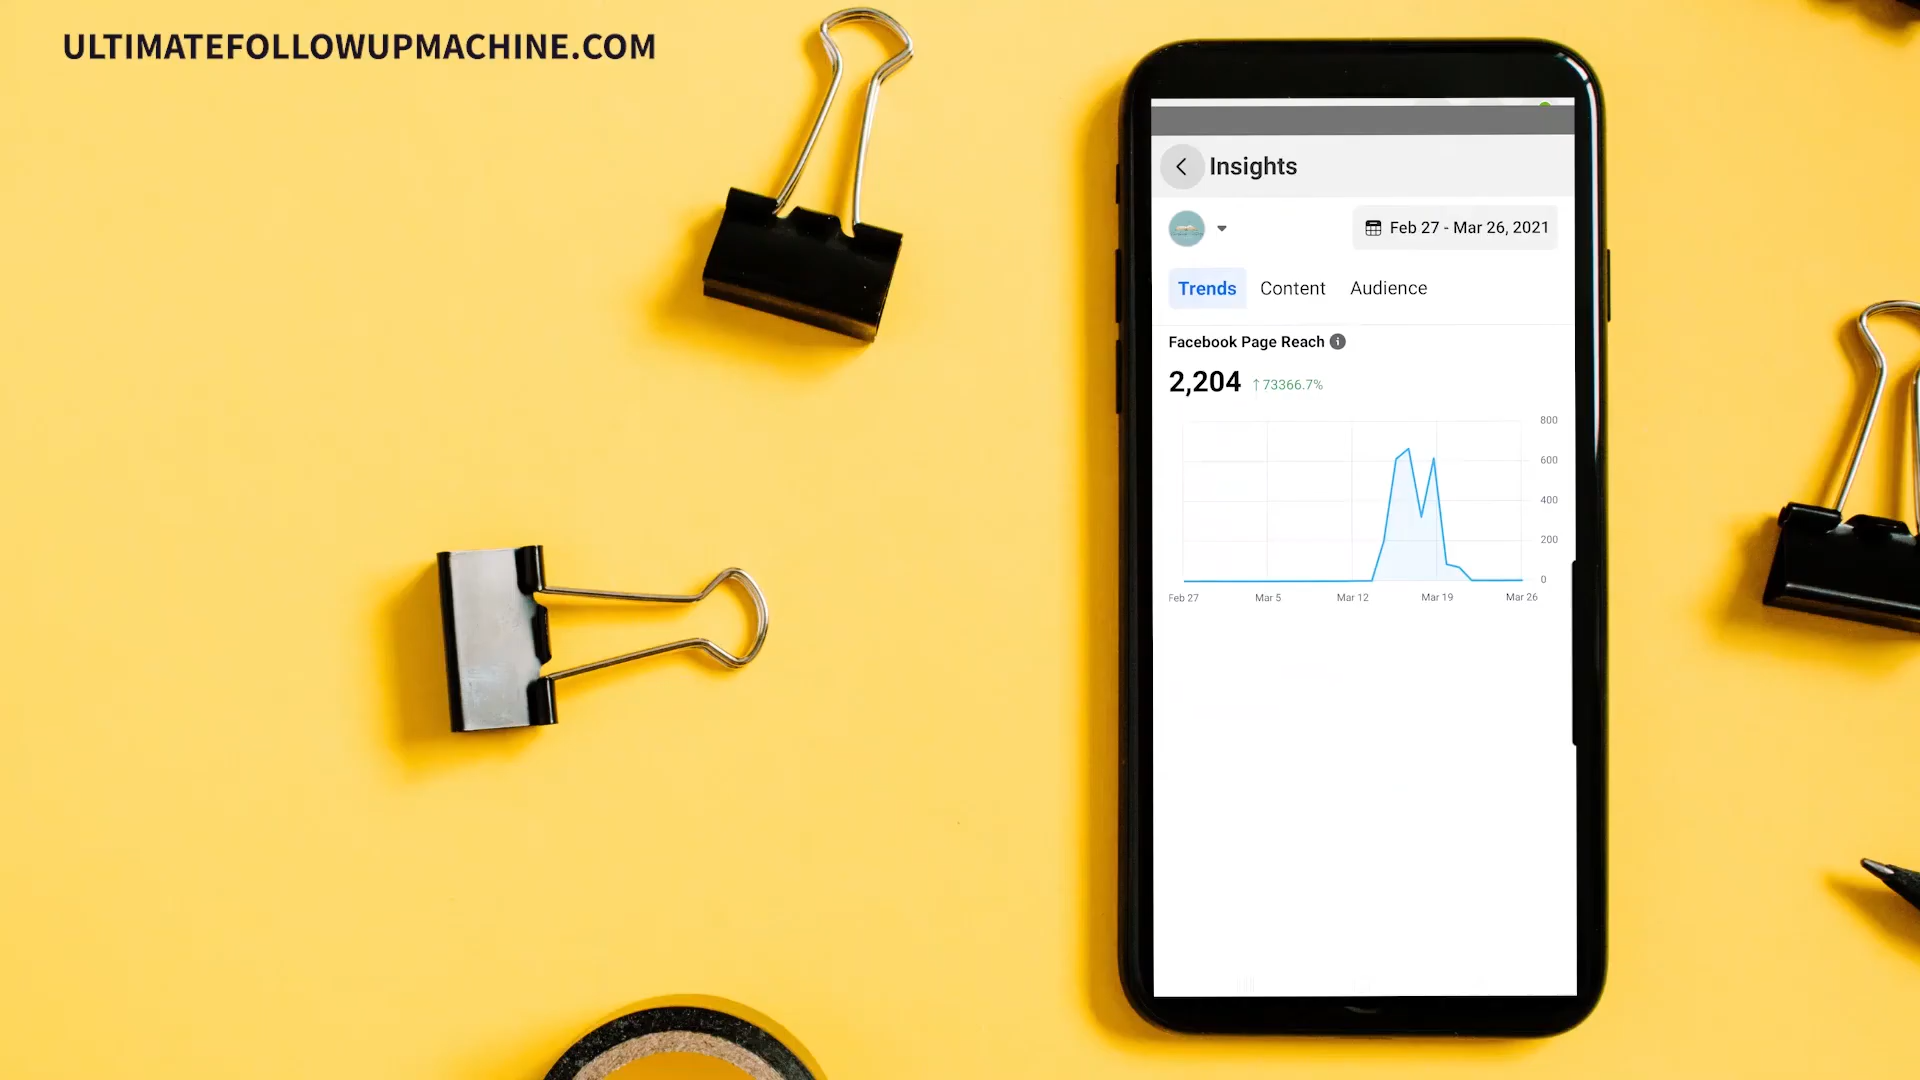 ULTIMATEFOLLOWUPMACHINE.COM
Insights
Feb 27 - Mar 26, 2021
Trends Content Audience
Facebook Page Reach
2,204 ↑73366.7%
800
600
400
200
0
Feb 27 Mar 5 Mar 12 Mar 19 Mar 26